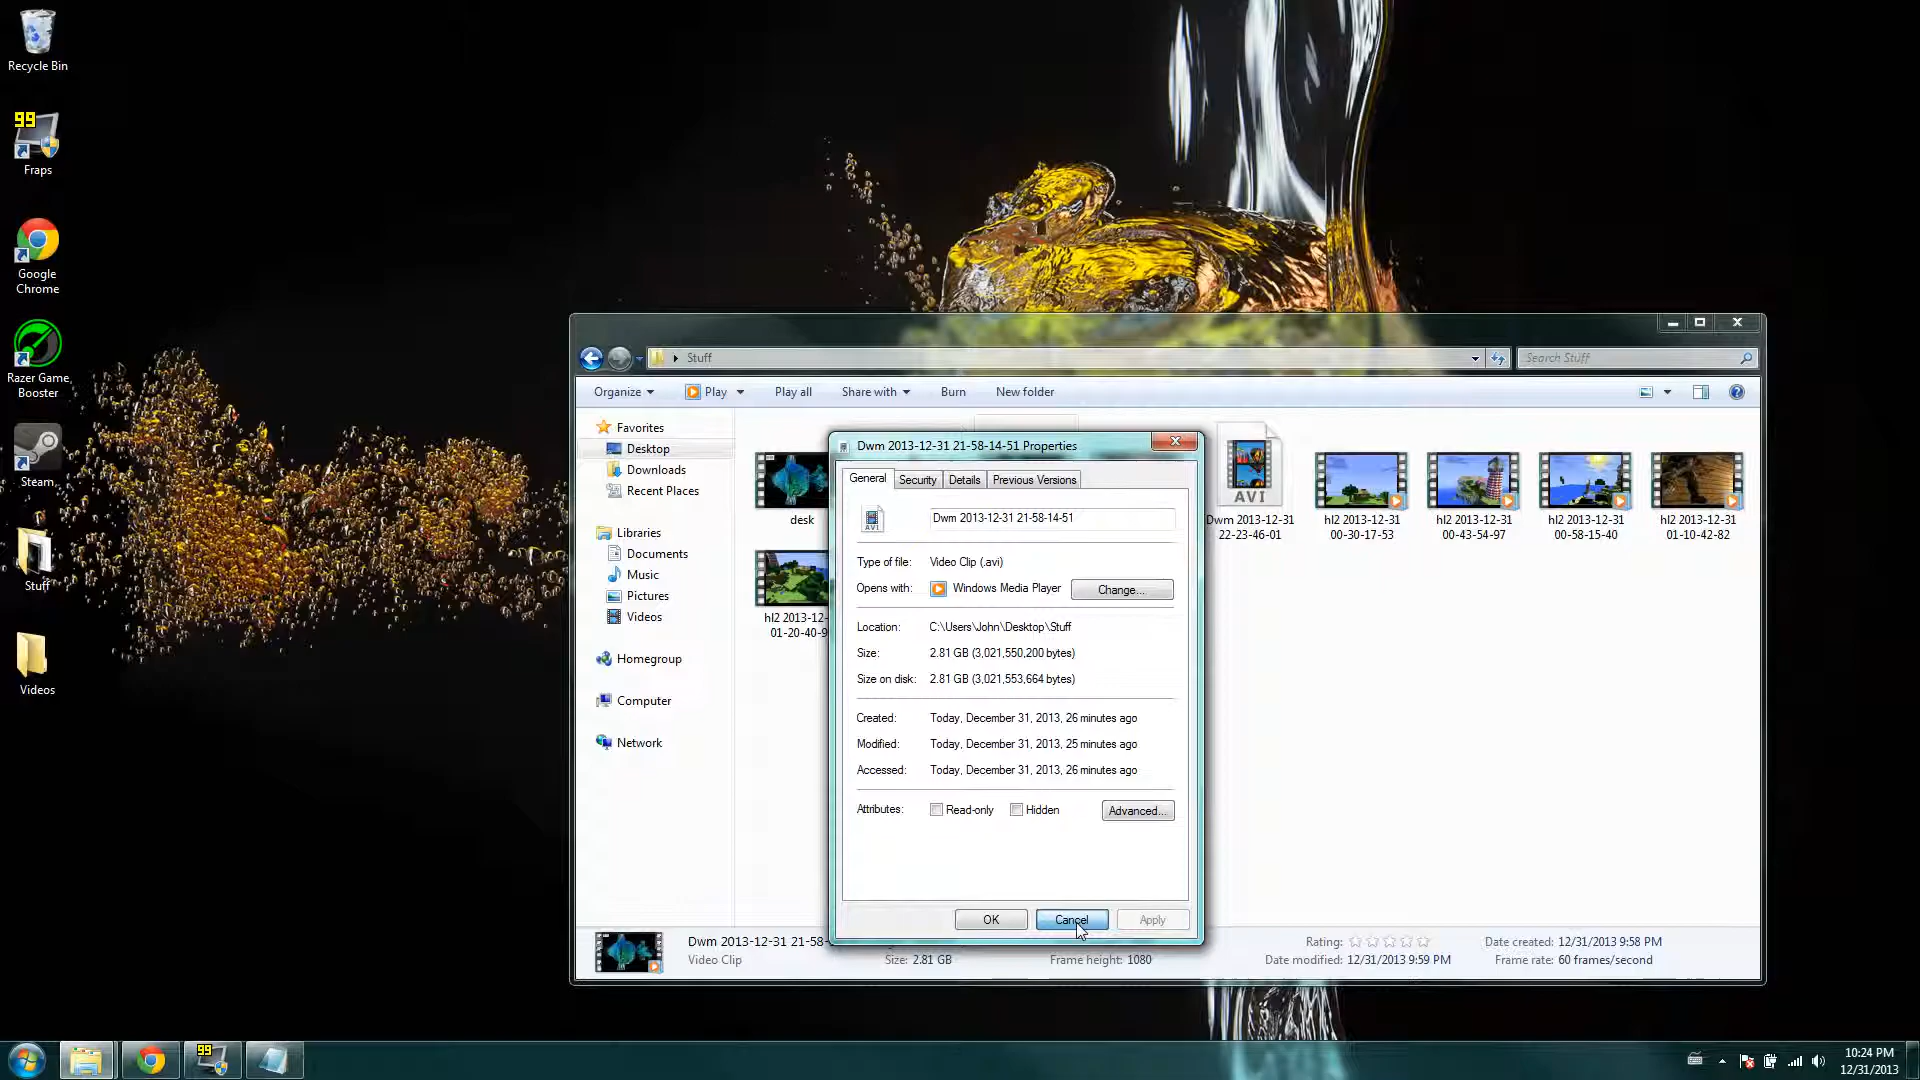 Recycle Bin
99
Fraps
Google
Chrome
Razer Game
Booster
Steam
Stuff
Videos
Stuff
Search Stuff
Organize
Play
Play all
Share with
Burn
New folder
Favorites
Desktop
Downloads
Recent Places
Libraries
Documents
Music
Pictures
Videos
Homegroup
Computer
Network
desk
hl2 2013-12-
01-20-40-9
AVI
Dwm 2013-12-31
22-23-46-01
hl2 2013-12-31
00-30-17-53
hl2 2013-12-31
00-43-54-97
hl2 2013-12-31
00-58-15-40
hl2 2013-12-31
01-10-42-82
Dwm 2013-12-31 21-58-14-51 Properties
General
Security
Details
Previous Versions
AVI
Dwm 2013-12-31 21-58-14-51
Type of file: Video Clip (.avi)
Opens with: Windows Media Player
Change...
Location: C:\Users\John\Desktop\Stuff
Size: 2.81 GB (3,021,550,200 bytes)
Size on disk: 2.81 GB (3,021,553,664 bytes)
Created: Today, December 31, 2013, 26 minutes ago
Modified: Today, December 31, 2013, 25 minutes ago
Accessed: Today, December 31, 2013, 26 minutes ago
Attributes: Read-only Hidden
Advanced...
OK
Cancel
Apply
Dwm 2013-12-31 21-58-
Video Clip
Size: 2.81 GB
Frame height: 1080
Rating:
Date modified: 12/31/2013 9:59 PM
Date created: 12/31/2013 9:58 PM
Frame rate: 60 frames/second
99
10:24 PM
12/31/2013